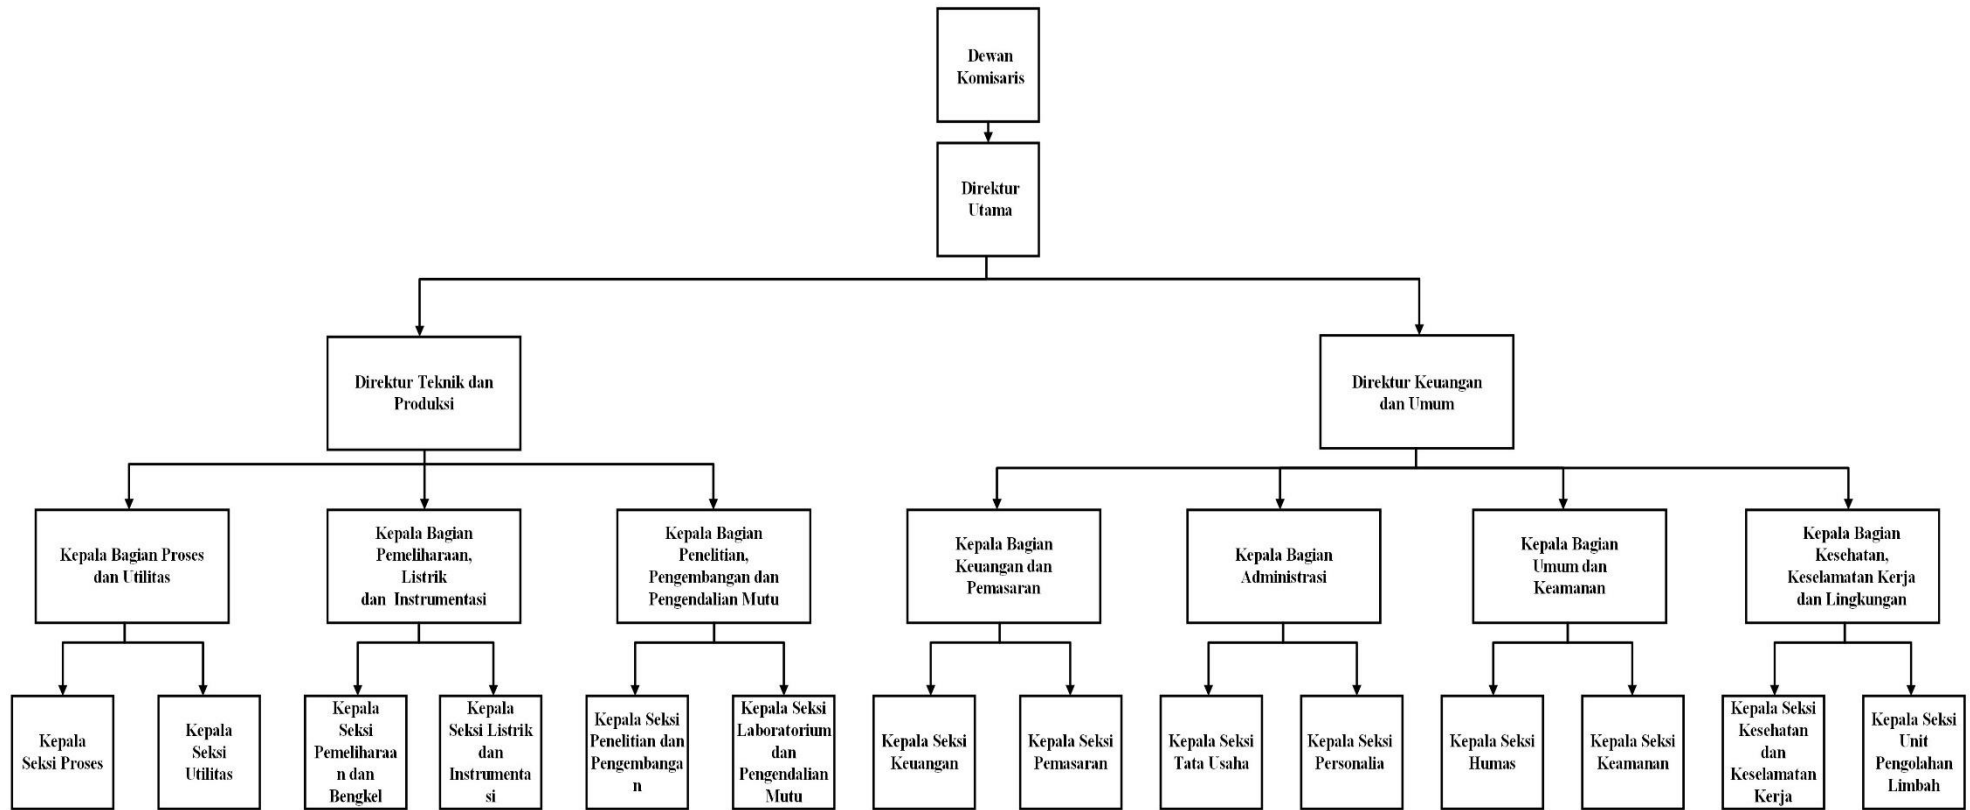 Dewan
Komisaris
Direktur
Utama
Direktur Teknik dan
Produksi
Direktur Keuangan
dan Umum
Kepala Bagian Proses
dan Utilitas
Kepala Bagian
Pemeliharaan,
Listrik
dan Instrumentasi
Kepala Bagian
Penelitian,
Pengembangan dan
Pengendalian Mutu
Kepala Bagian
Keuangan dan
Pemasaran
Kepala Bagian
Administrasi
Kepala Bagian
Umum dan
Keamanan
Kepala Bagian
Kesehatan,
Keselamatan Kerja
dan Lingkungan
Kepala
Seksi Proses
Kepala
Seksi
Utilitas
Kepala
Seksi
Pemeliharaa
n dan
Bengkel
Kepala
Seksi Listrik
dan
Instrumenta
si
Kepala Seksi
Penelitian dan
Pengembanga
n
Kepala Seksi
Laboratorium
dan
Pengendalian
Mutu
Kepala Seksi
Keuangan
Kepala Seksi
Pemasaran
Kepala Seksi
Tata Usaha
Kepala Seksi
Personalia
Kepala Seksi
Humas
Kepala Seksi
Keamanan
Kepala Seksi
Kesehatan
dan
Keselamatan
Kerja
Kepala Seksi
Unit
Pengolahan
Limbah